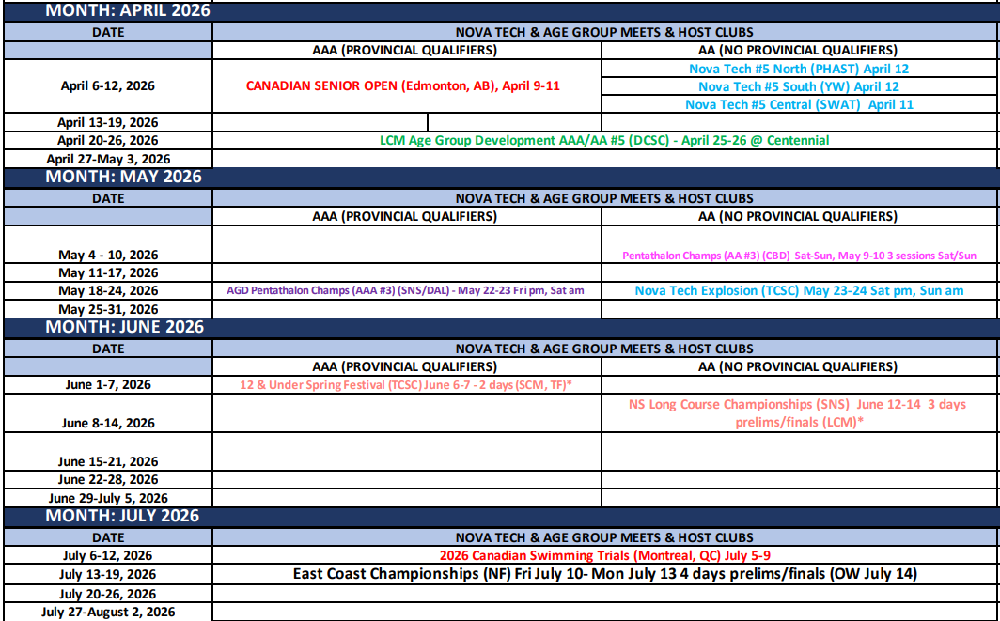 MONTH: APRIL 2026
DATE
NOVA TECH & AGE GROUP MEETS & HOST CLUBS
AAA (PROVINCIAL QUALIFIERS)
AA (NO PROVINCIAL QUALIFIERS)
April 6-12, 2026
CANADIAN SENIOR OPEN (Edmonton, AB), April 9-11
Nova Tech #5 North (PHAST) April 12
Nova Tech #5 South (YW) April 12
Nova Tech #5 Central (SWAT) April 11
April 13-19, 2026
April 20-26, 2026
LCM Age Group Development AAA/AA #5 (DCSC) - April 25-26 @ Centennial
April 27-May 3, 2026
MONTH: MAY 2026
DATE
NOVA TECH & AGE GROUP MEETS & HOST CLUBS
AAA (PROVINCIAL QUALIFIERS)
AA (NO PROVINCIAL QUALIFIERS)
May 4 - 10, 2026
Pentathalon Champs (AA #3) (CBD) Sat-Sun, May 9-10 3 sessions Sat/Sun
May 11-17, 2026
May 18-24, 2026
AGD Pentathalon Champs (AAA #3) (SNS/DAL) - May 22-23 Fri pm, Sat am
Nova Tech Explosion (TCSC) May 23-24 Sat pm, Sun am
May 25-31, 2026
MONTH: JUNE 2026
DATE
NOVA TECH & AGE GROUP MEETS & HOST CLUBS
AAA (PROVINCIAL QUALIFIERS)
AA (NO PROVINCIAL QUALIFIERS)
June 1-7, 2026
12 & Under Spring Festival (TCSC) June 6-7 - 2 days (SCM, TF)*
June 8-14, 2026
NS Long Course Championships (SNS) June 12-14 3 days
prelims/finals (LCM)*
June 15-21, 2026
June 22-28, 2026
June 29-July 5, 2026
MONTH: JULY 2026
DATE
NOVA TECH & AGE GROUP MEETS & HOST CLUBS
July 6-12, 2026
2026 Canadian Swimming Trials (Montreal, QC) July 5-9
July 13-19, 2026
East Coast Championships (NF) Fri July 10- Mon July 13 4 days prelims/finals (OW July 14)
July 20-26, 2026
July 27-August 2, 2026